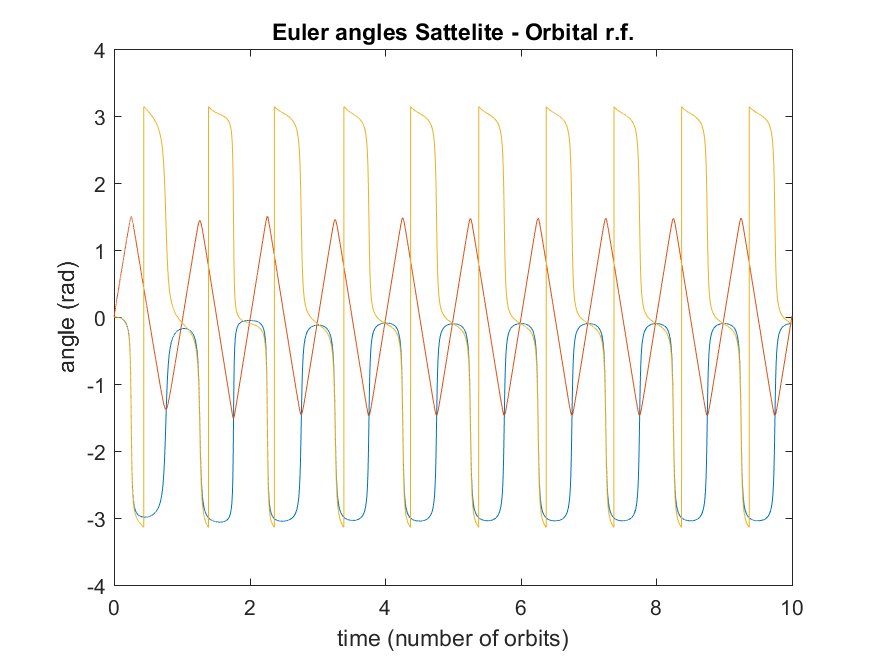 Euler angles Sattelite - Orbital r.f.
4
3
2
1
0
-1
-2
-3
-4
angle (rad)
0 2 4 6 8 10
time (number of orbits)